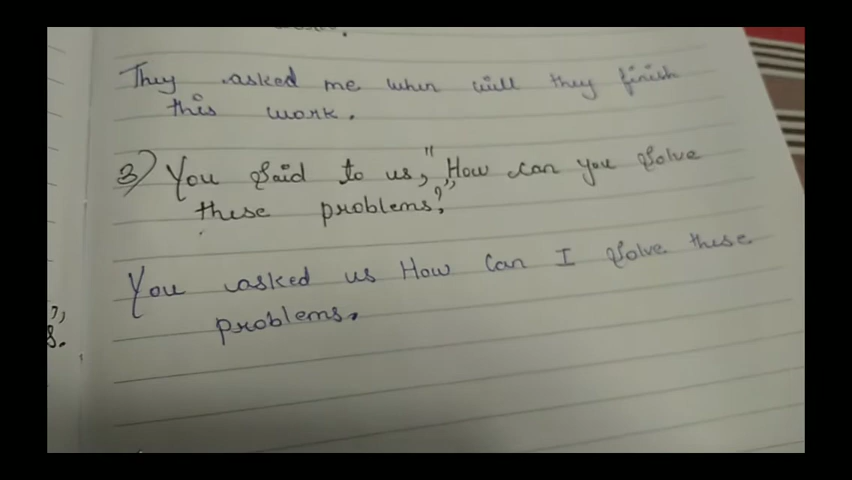 They asked me when will they finish
this work.
3) You said to us, "How can you solve
these problems?"
You asked us How can I solve these
problems.